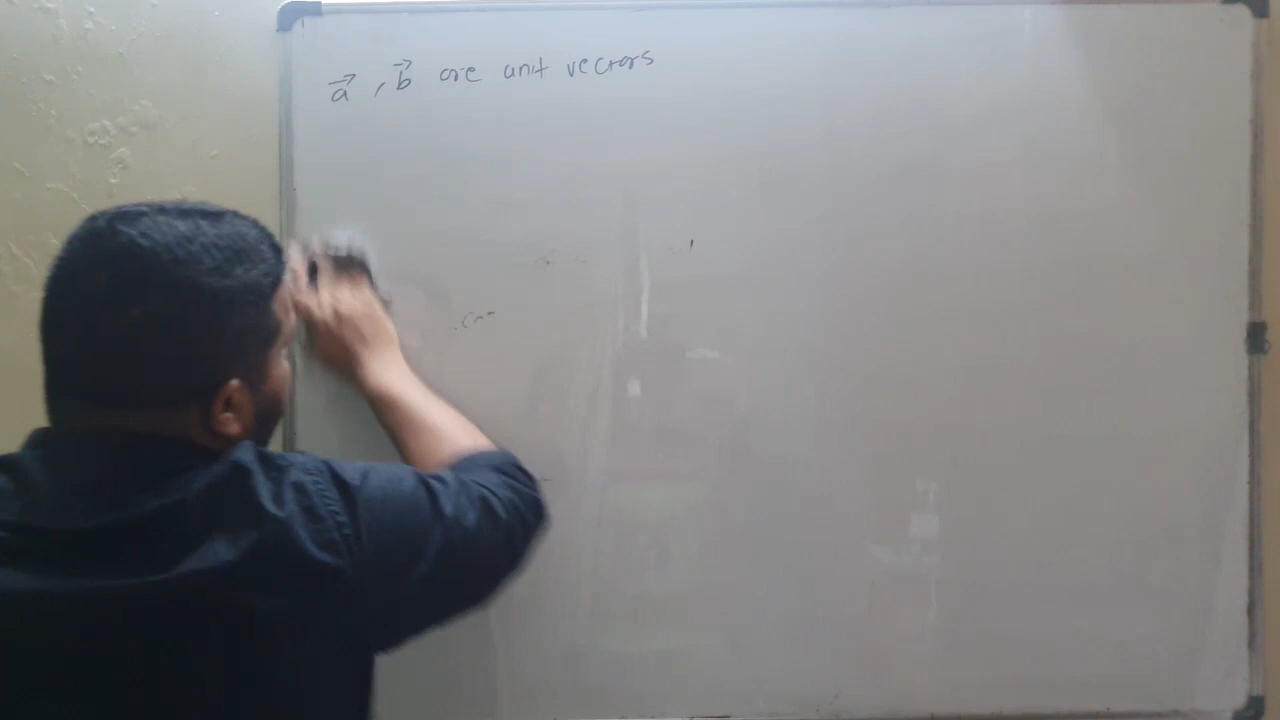 a⃗ , b⃗ are unit vectors